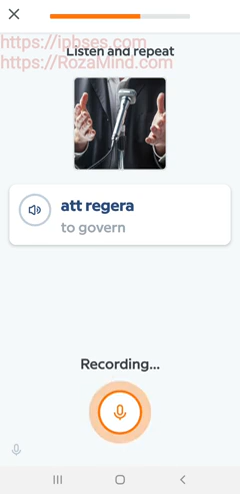 https://ipbses.com
Listen and repeat
https://RozaMind.com
att regera
to govern
Recording...